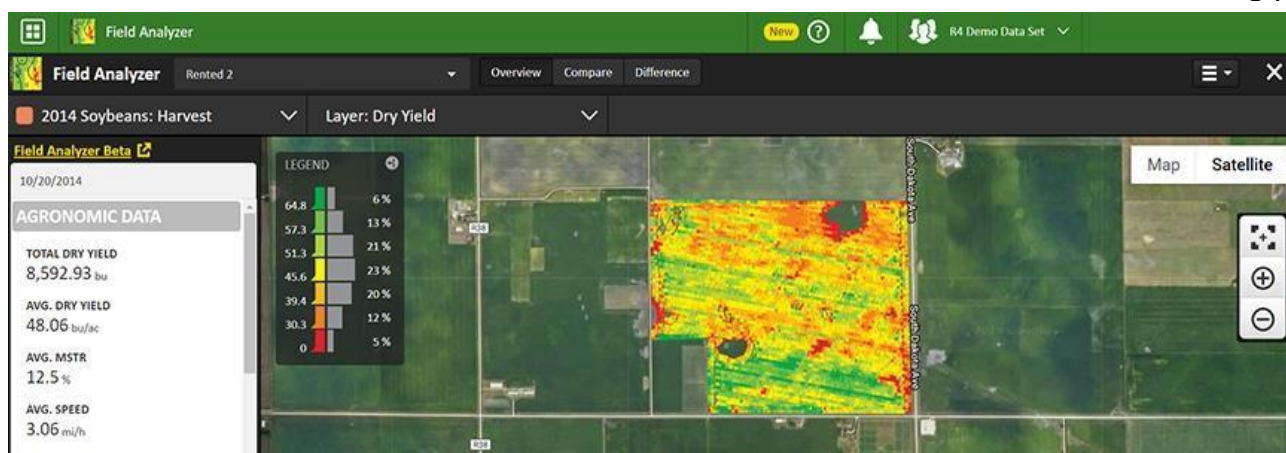 Field Analyzer
New
R4 Demo Data Set
Field Analyzer
Rented 2
Overview
Compare
Difference
2014 Soybeans: Harvest
Layer: Dry Yield
Field Analyzer Beta
10/20/2014
AGRONOMIC DATA
TOTAL DRY YIELD
8,592.93 bu
AVG. DRY YIELD
48.06 bu/ac
AVG. MSTR
12.5 %
AVG. SPEED
3.06 mi/h
LEGEND
64.8 6 %
57.3 13 %
51.3 21 %
45.6 23 %
39.4 20 %
30.3 12 %
0 5 %
R38
R38
South Dakota Ave
South Dakota Ave
Map
Satellite